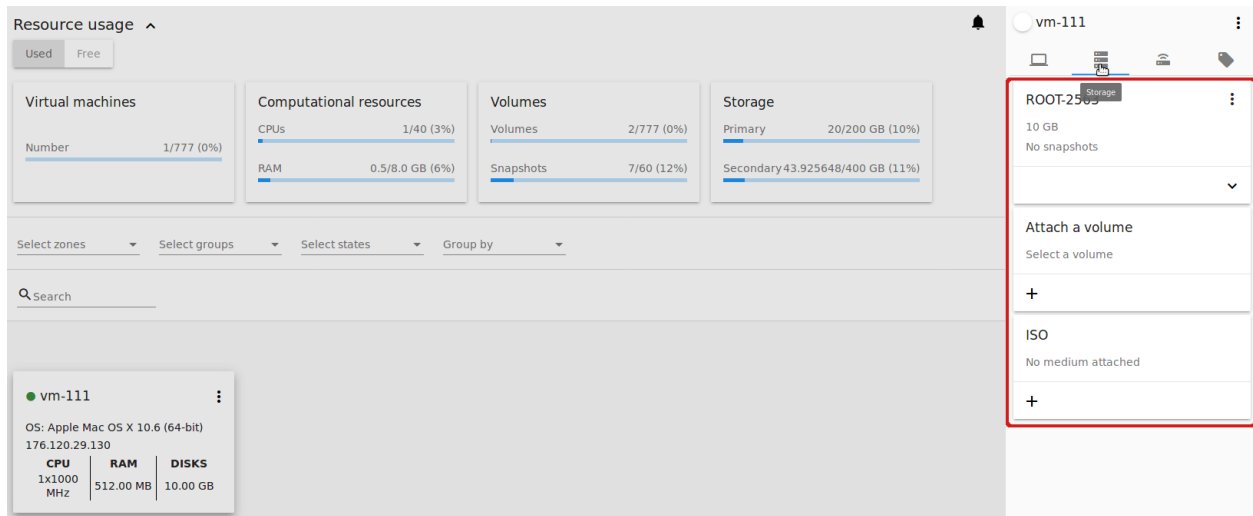 Resource usage
Used Free
Virtual machines
Number 1/777 (0%)
Computational resources
CPUs 1/40 (3%)
RAM 0.5/8.0 GB (6%)
Volumes
Volumes 2/777 (0%)
Snapshots 7/60 (12%)
Storage
Primary 20/200 GB (10%)
Secondary 43.925648/400 GB (11%)
Select zones Select groups Select states Group by
Search
vm-111
OS: Apple Mac OS X 10.6 (64-bit)
176.120.29.130
CPU RAM DISKS
1x1000 MHz 512.00 MB 10.00 GB
vm-111
Storage
10 GB
No snapshots
Attach a volume
Select a volume
+
ISO
No medium attached
+